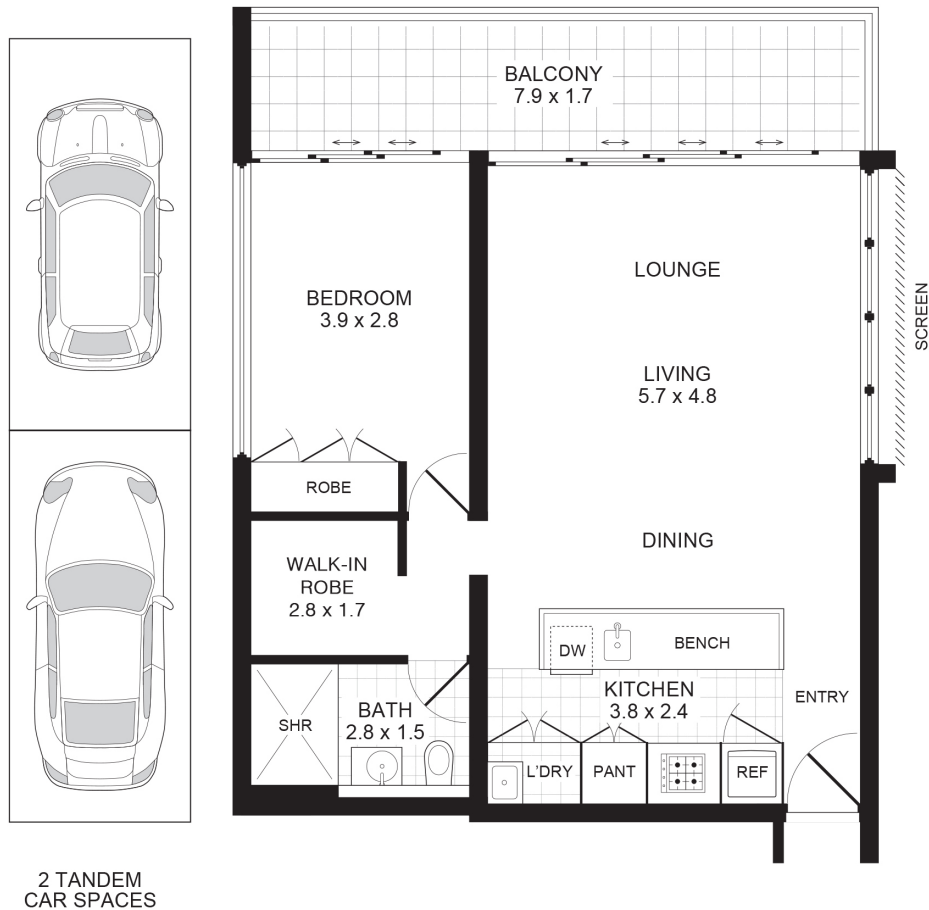 BALCONY
7.9 x 1.7
LOUNGE
BEDROOM
3.9 x 2.8
SCREEN
LIVING
5.7 x 4.8
ROBE
DINING
WALK-IN
ROBE
2.8 x 1.7
DW
BENCH
KITCHEN
3.8 x 2.4
ENTRY
SHR
BATH
2.8 x 1.5
L'DRY
PANT
REF
2 TANDEM
CAR SPACES